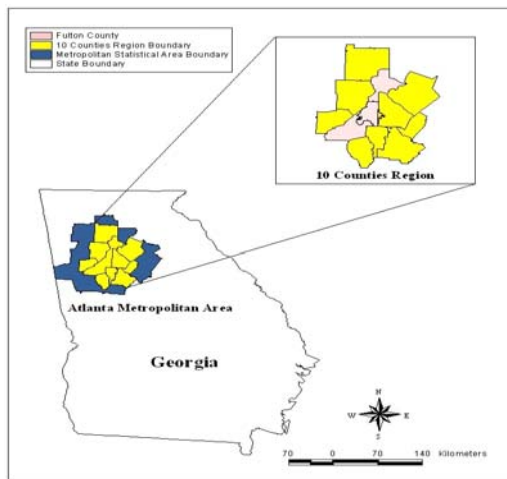 Fulton County
10 Counties Region Boundary
Metropolitan Statistical Area Boundary
State Boundary
10 Counties Region
Atlanta Metropolitan Area
Georgia
N
W E
S
70 0 70 140 Kilometers